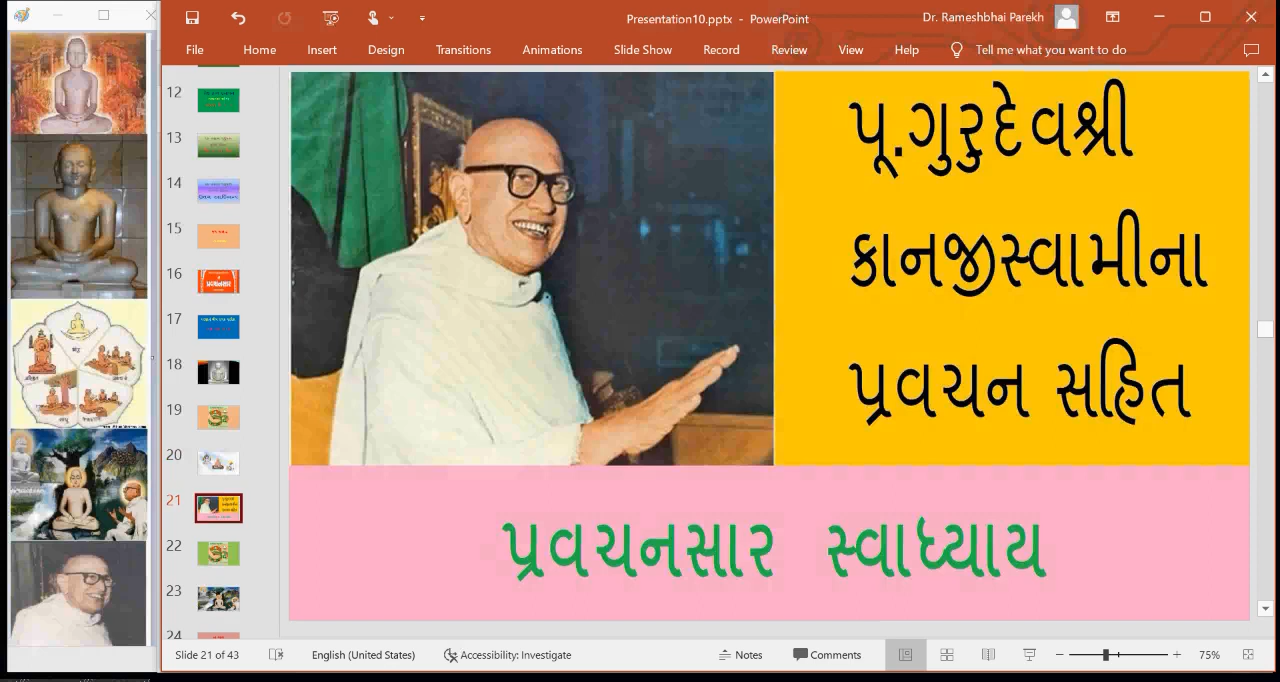 Presentation10.pptx - PowerPoint
Dr. Rameshbhai Parekh
File Home Insert Design Transitions Animations Slide Show Record Review View Help Tell me what you want to do
12
13
14
15
16
17
18
19
20
21
22
23
24
પૂ.ગુરુદેવશ્રી
કાનજીસ્વામીના
પ્રવચન સહિત
પ્રવચનસાર સ્વાધ્યાય
Slide 21 of 43 English (United States) Accessibility: Investigate Notes Comments 75%